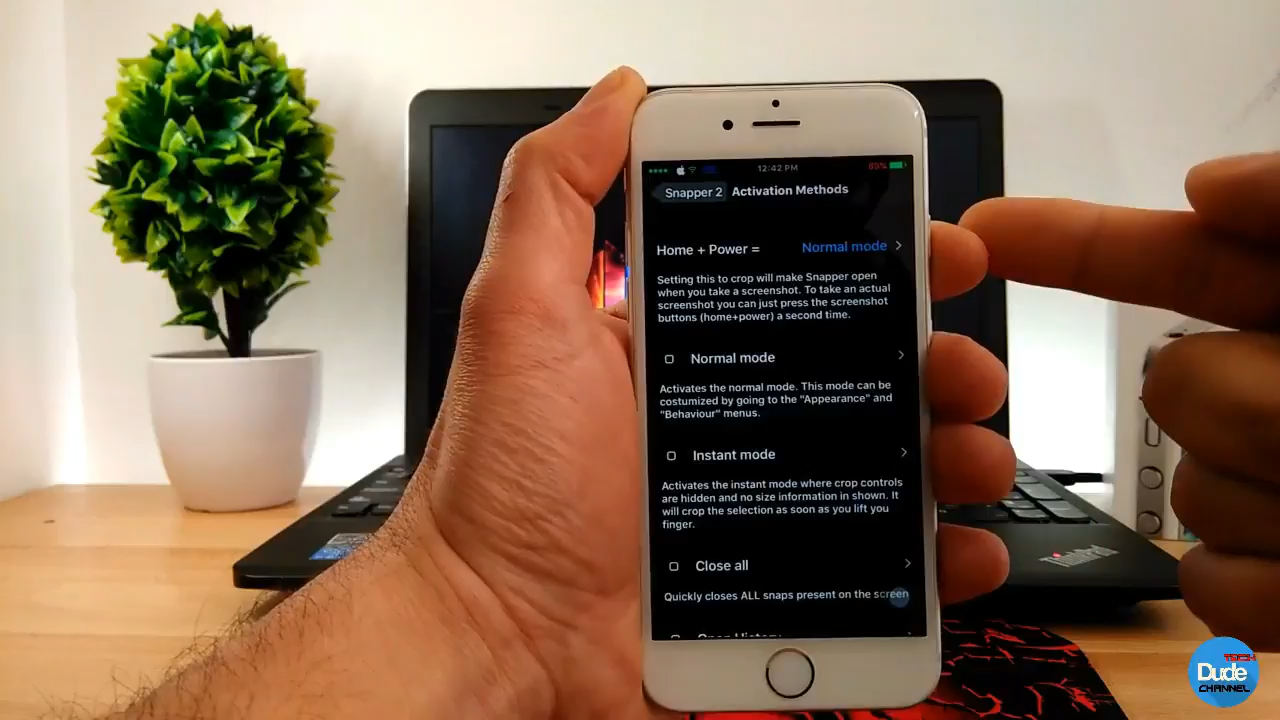 12:42 PM
65%
Snapper 2
Activation Methods
Home + Power =
Normal mode
Setting this to crop will make Snapper open
when you take a screenshot. To take an actual
screenshot you can just press the screenshot
buttons (home+power) a second time.
Normal mode
Activates the normal mode. This mode can be
costumized by going to the "Appearance" and
"Behaviour" menus.
Instant mode
Activates the instant mode where crop controls
are hidden and no size information in shown. It
will crop the selection as soon as you lift you
finger.
Close all
Quickly closes ALL snaps present on the screen
Open History
ThinkPad
TECH
Dude
CHANNEL